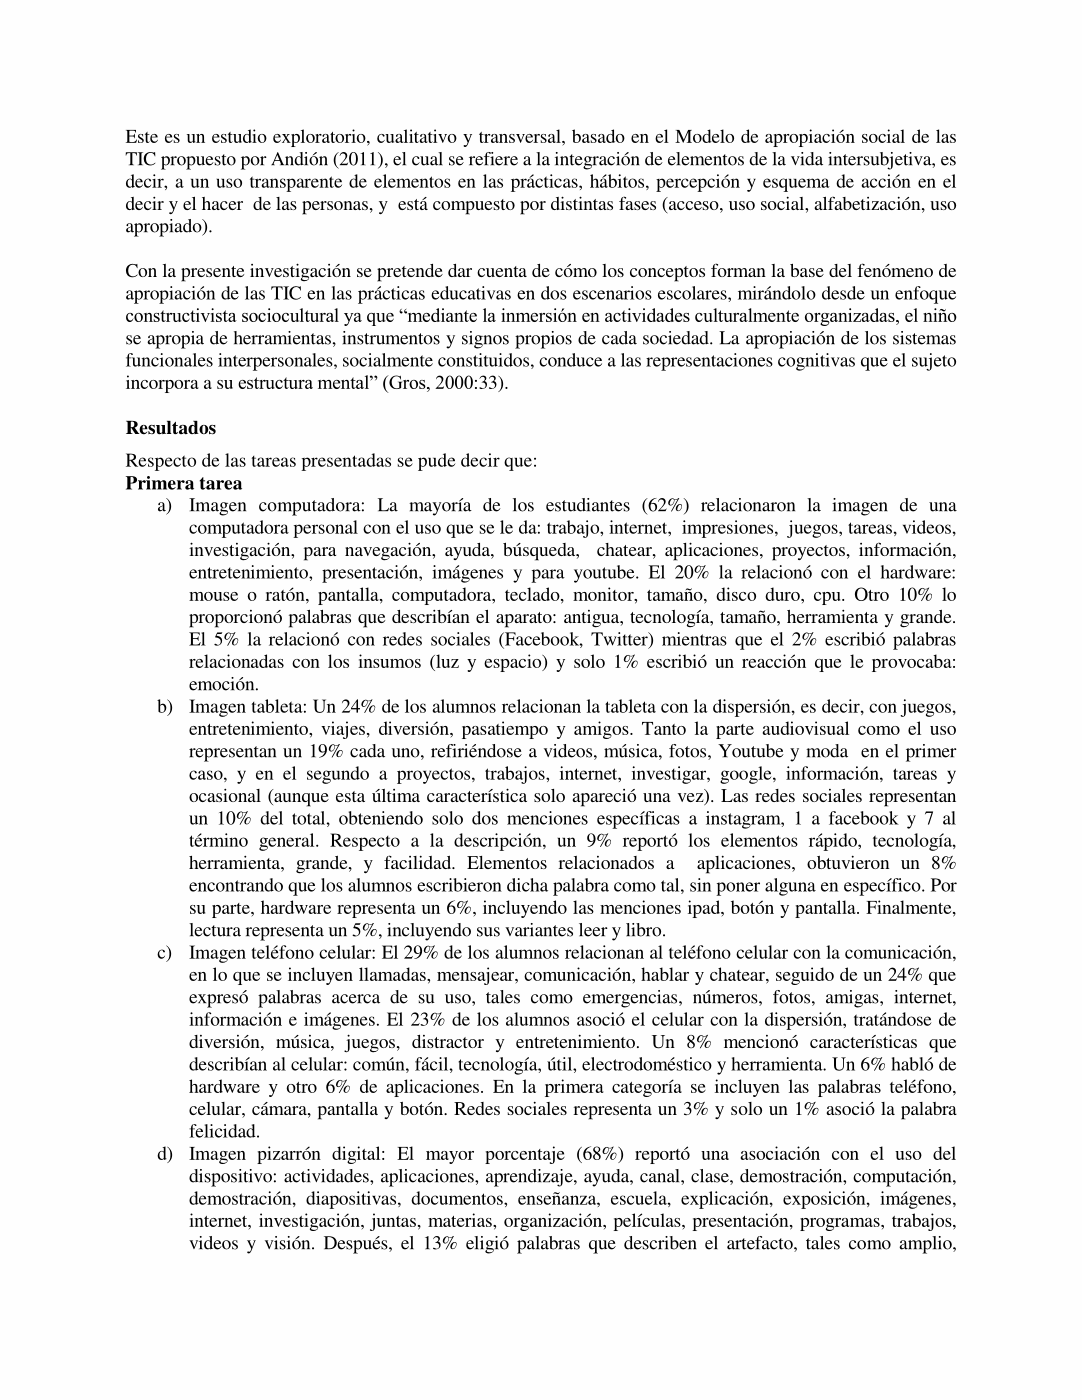 Este es un estudio exploratorio, cualitativo y transversal, basado en el Modelo de apropiación social de las
TIC propuesto por Andión (2011), el cual se refiere a la integración de elementos de la vida intersubjetiva, es
decir, a un uso transparente de elementos en las prácticas, hábitos, percepción y esquema de acción en el
decir y el hacer de las personas, y está compuesto por distintas fases (acceso, uso social, alfabetización, uso
apropiado).
Con la presente investigación se pretende dar cuenta de cómo los conceptos forman la base del fenómeno de
apropiación de las TIC en las prácticas educativas en dos escenarios escolares, mirándolo desde un enfoque
constructivista sociocultural ya que “mediante la inmersión en actividades culturalmente organizadas, el niño
se apropia de herramientas, instrumentos y signos propios de cada sociedad. La apropiación de los sistemas
funcionales interpersonales, socialmente constituidos, conduce a las representaciones cognitivas que el sujeto
incorpora a su estructura mental” (Gros, 2000:33).
Resultados
Respecto de las tareas presentadas se pude decir que:
Primera tarea
a) Imagen computadora: La mayoría de los estudiantes (62%) relacionaron la imagen de una
computadora personal con el uso que se le da: trabajo, internet, impresiones, juegos, tareas, videos,
investigación, para navegación, ayuda, búsqueda, chatear, aplicaciones, proyectos, información,
entretenimiento, presentación, imágenes y para youtube. El 20% la relacionó con el hardware:
mouse o ratón, pantalla, computadora, teclado, monitor, tamaño, disco duro, cpu. Otro 10% lo
proporcionó palabras que describían el aparato: antigua, tecnología, tamaño, herramienta y grande.
El 5% la relacionó con redes sociales (Facebook, Twitter) mientras que el 2% escribió palabras
relacionadas con los insumos (luz y espacio) y solo 1% escribió un reacción que le provocaba:
emoción.
b) Imagen tableta: Un 24% de los alumnos relacionan la tableta con la dispersión, es decir, con juegos,
entretenimiento, viajes, diversión, pasatiempo y amigos. Tanto la parte audiovisual como el uso
representan un 19% cada uno, refiriéndose a videos, música, fotos, Youtube y moda en el primer
caso, y en el segundo a proyectos, trabajos, internet, investigar, google, información, tareas y
ocasional (aunque esta última característica solo apareció una vez). Las redes sociales representan
un 10% del total, obteniendo solo dos menciones específicas a instagram, 1 a facebook y 7 al
término general. Respecto a la descripción, un 9% reportó los elementos rápido, tecnología,
herramienta, grande, y facilidad. Elementos relacionados a aplicaciones, obtuvieron un 8%
encontrando que los alumnos escribieron dicha palabra como tal, sin poner alguna en específico. Por
su parte, hardware representa un 6%, incluyendo las menciones ipad, botón y pantalla. Finalmente,
lectura representa un 5%, incluyendo sus variantes leer y libro.
c) Imagen teléfono celular: El 29% de los alumnos relacionan al teléfono celular con la comunicación,
en lo que se incluyen llamadas, mensajear, comunicación, hablar y chatear, seguido de un 24% que
expresó palabras acerca de su uso, tales como emergencias, números, fotos, amigas, internet,
información e imágenes. El 23% de los alumnos asoció el celular con la dispersión, tratándose de
diversión, música, juegos, distractor y entretenimiento. Un 8% mencionó características que
describían al celular: común, fácil, tecnología, útil, electrodoméstico y herramienta. Un 6% habló de
hardware y otro 6% de aplicaciones. En la primera categoría se incluyen las palabras teléfono,
celular, cámara, pantalla y botón. Redes sociales representa un 3% y solo un 1% asoció la palabra
felicidad.
d) Imagen pizarrón digital: El mayor porcentaje (68%) reportó una asociación con el uso del
dispositivo: actividades, aplicaciones, aprendizaje, ayuda, canal, clase, demostración, computación,
demostración, diapositivas, documentos, enseñanza, escuela, explicación, exposición, imágenes,
internet, investigación, juntas, materias, organización, películas, presentación, programas, trabajos,
videos y visión. Después, el 13% eligió palabras que describen el artefacto, tales como amplio,